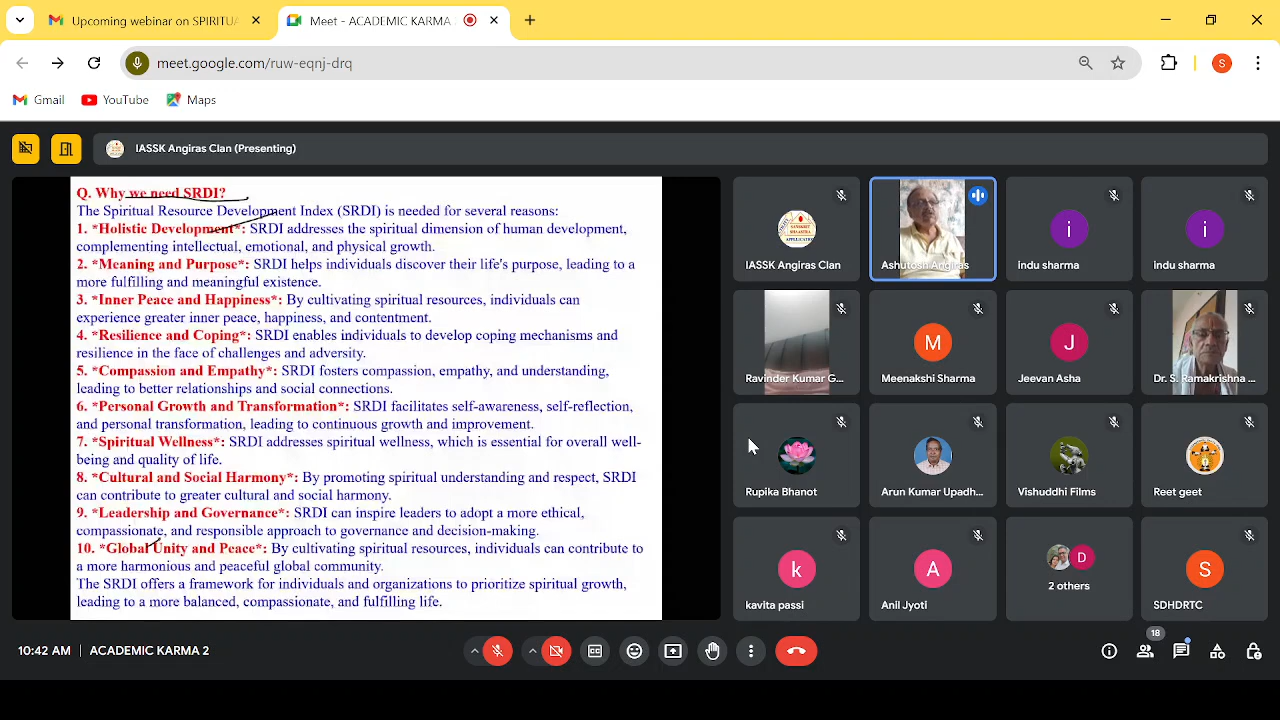 Upcoming webinar on SPIRITUA
Meet - ACADEMIC KARMA
meet.google.com/ruw-eqnj-drq
S
Gmail
YouTube
Maps
IASSK Angiras Clan (Presenting)
Q. Why we need SRDI?
The Spiritual Resource Development Index (SRDI) is needed for several reasons:
1. *Holistic Development*: SRDI addresses the spiritual dimension of human development,
complementing intellectual, emotional, and physical growth.
2. *Meaning and Purpose*: SRDI helps individuals discover their life's purpose, leading to a
more fulfilling and meaningful existence.
3. *Inner Peace and Happiness*: By cultivating spiritual resources, individuals can
experience greater inner peace, happiness, and contentment.
4. *Resilience and Coping*: SRDI enables individuals to develop coping mechanisms and
resilience in the face of challenges and adversity.
5. *Compassion and Empathy*: SRDI fosters compassion, empathy, and understanding,
leading to better relationships and social connections.
6. *Personal Growth and Transformation*: SRDI facilitates self-awareness, self-reflection,
and personal transformation, leading to continuous growth and improvement.
7. *Spiritual Wellness*: SRDI addresses spiritual wellness, which is essential for overall well-
being and quality of life.
8. *Cultural and Social Harmony*: By promoting spiritual understanding and respect, SRDI
can contribute to greater cultural and social harmony.
9. *Leadership and Governance*: SRDI can inspire leaders to adopt a more ethical,
compassionate, and responsible approach to governance and decision-making.
10. *Global Unity and Peace*: By cultivating spiritual resources, individuals can contribute to
a more harmonious and peaceful global community.
The SRDI offers a framework for individuals and organizations to prioritize spiritual growth,
leading to a more balanced, compassionate, and fulfilling life.
IASSK Angiras Clan
Ashutosh Angiras
i
indu sharma
i
indu sharma
Ravinder Kumar G...
M
Meenakshi Sharma
J
Jeevan Asha
Dr. S. Ramakrishna ...
Rupika Bhanot
Arun Kumar Upadh...
Vishuddhi Films
Reet geet
k
kavita passi
A
Anil Jyoti
D
2 others
S
SDHDRTC
10:42 AM
ACADEMIC KARMA 2
18